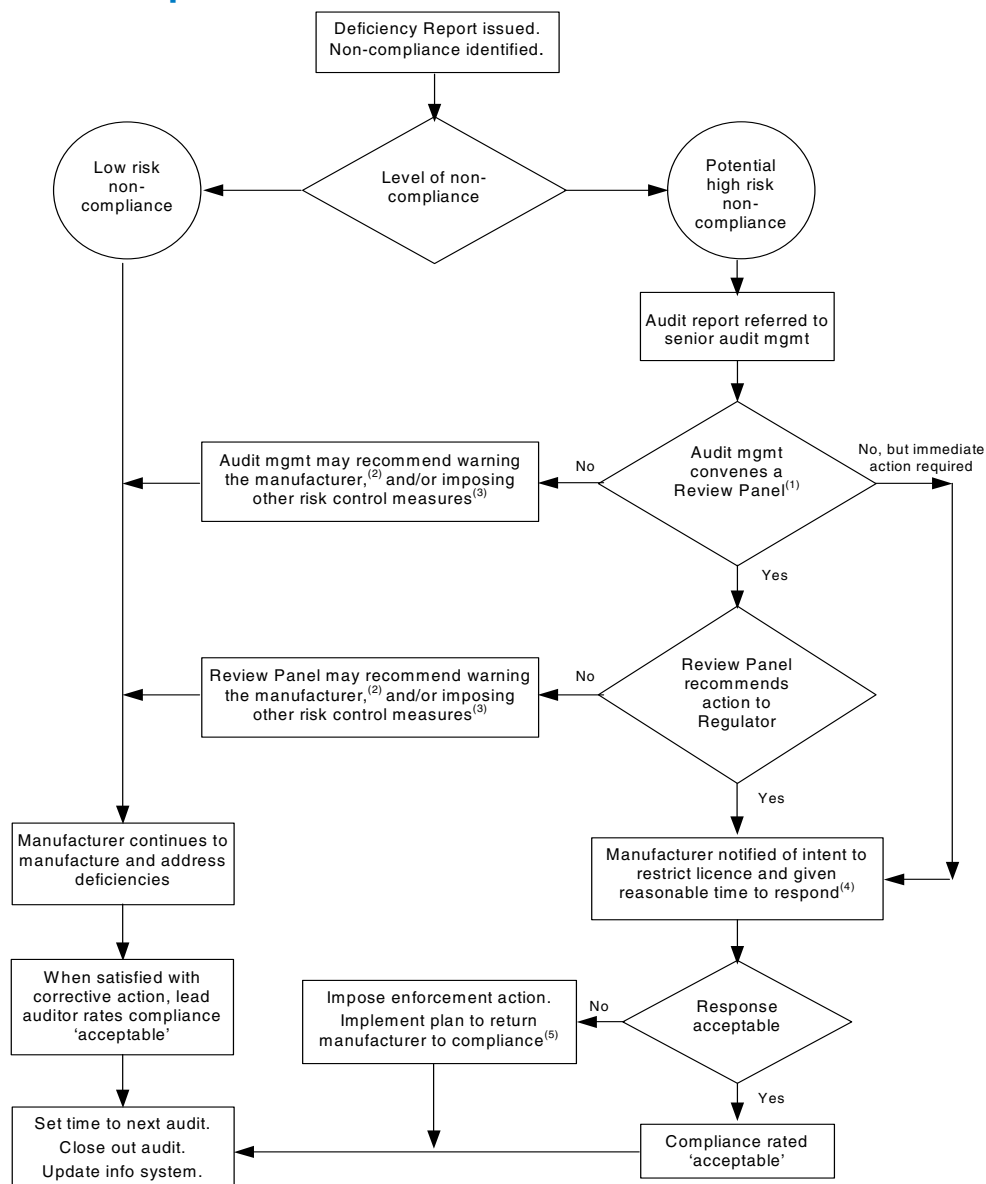 Deficiency Report issued.
Non-compliance identified.
Low risk
non-
compliance
Level of non-
compliance
Potential
high risk
non-
compliance
Audit report referred to
senior audit mgmt
Audit mgmt may recommend warning
the manufacturer,(2) and/or imposing
other risk control measures(3)
No
Audit mgmt
convenes a
Review Panel(1)
No, but immediate
action required
Yes
Review Panel may recommend warning
the manufacturer,(2) and/or imposing
other risk control measures(3)
No
Review Panel
recommends
action to
Regulator
Yes
Manufacturer continues to
manufacture and address
deficiencies
Manufacturer notified of intent to
restrict licence and given
reasonable time to respond(4)
When satisfied with
corrective action, lead
auditor rates compliance
‘acceptable’
Impose enforcement action.
Implement plan to return
manufacturer to compliance(5)
No
Response
acceptable
Yes
Set time to next audit.
Close out audit.
Update info system.
Compliance rated
‘acceptable’